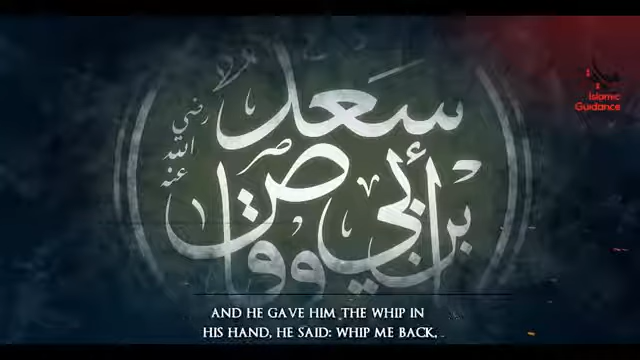 سعد
بن أبي
وقاص
رضي
الله
عنه
Islamic
Guidance
AND HE GAVE HIM THE WHIP IN
HIS HAND, HE SAID: WHIP ME BACK,